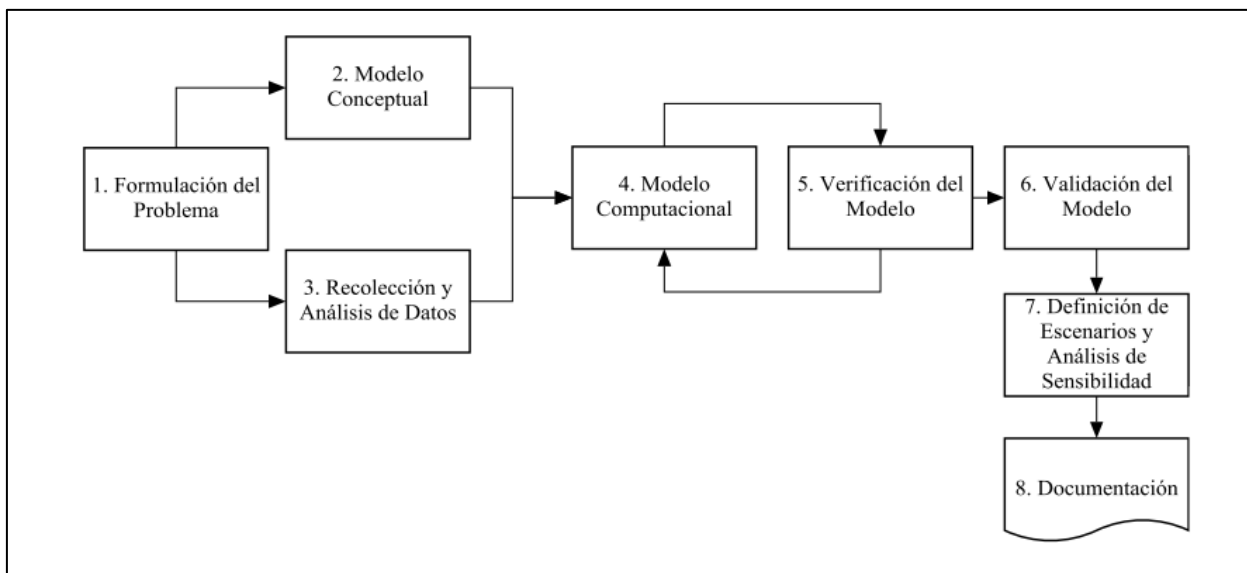 1. Formulación del
Problema
2. Modelo
Conceptual
3. Recolección y
Análisis de Datos
4. Modelo
Computacional
5. Verificación del
Modelo
6. Validación del
Modelo
7. Definición de
Escenarios y
Análisis de
Sensibilidad
8. Documentación